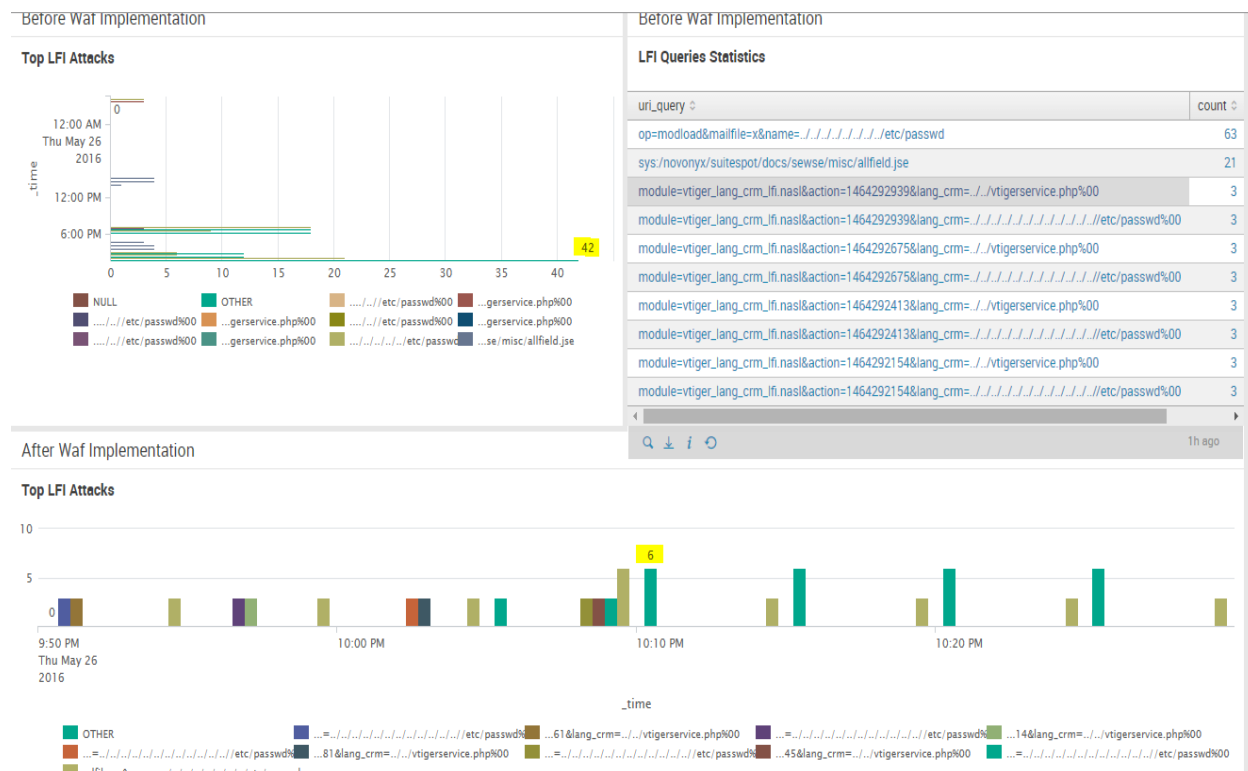 Before Waf Implementation
Top LFI Attacks
0
12:00 AM
Thu May 26
2016
_time
12:00 PM
6:00 PM
42
0 5 10 15 20 25 30 35 40
NULL OTHER ..../..//etc/passwd%00 ...gerservice.php%00
..../..//etc/passwd%00 ...gerservice.php%00 ..../..//etc/passwd%00 ...gerservice.php%00
..../..//etc/passwd%00 ...gerservice.php%00 .../../../../etc/passwd ...se/misc/allfield.jse
Before Waf Implementation
LFI Queries Statistics
uri_query count
op=modload&mailfile=x&name=../../../../../../../etc/passwd 63
sys:/novonyx/suitespot/docs/sewse/misc/allfield.jse 21
module=vtiger_lang_crm_lfi.nasl&action=1464292939&lang_crm=../../vtigerservice.php%00 3
module=vtiger_lang_crm_lfi.nasl&action=1464292939&lang_crm=../../../../../../../../../../..//etc/passwd%00 3
module=vtiger_lang_crm_lfi.nasl&action=1464292675&lang_crm=../../vtigerservice.php%00 3
module=vtiger_lang_crm_lfi.nasl&action=1464292675&lang_crm=../../../../../../../../../../..//etc/passwd%00 3
module=vtiger_lang_crm_lfi.nasl&action=1464292413&lang_crm=../../vtigerservice.php%00 3
module=vtiger_lang_crm_lfi.nasl&action=1464292413&lang_crm=../../../../../../../../../../..//etc/passwd%00 3
module=vtiger_lang_crm_lfi.nasl&action=1464292154&lang_crm=../../vtigerservice.php%00 3
module=vtiger_lang_crm_lfi.nasl&action=1464292154&lang_crm=../../../../../../../../../../..//etc/passwd%00 3
i 1h ago
After Waf Implementation
Top LFI Attacks
10
6
5
0
9:50 PM 10:00 PM 10:10 PM 10:20 PM
Thu May 26
2016
_time
OTHER ...=../../../../../../../../../../..//etc/passwd% ...61&lang_crm=../../vtigerservice.php%00 ...=../../../../../../../../../../..//etc/passwd% ...14&lang_crm=../../vtigerservice.php%00
...=../../../../../../../../../../..//etc/passwd% ...81&lang_crm=../../vtigerservice.php%00 ...=../../../../../../../../../../..//etc/passwd% ...45&lang_crm=../../vtigerservice.php%00 ...=../../../../../../../../../../..//etc/passwd%00